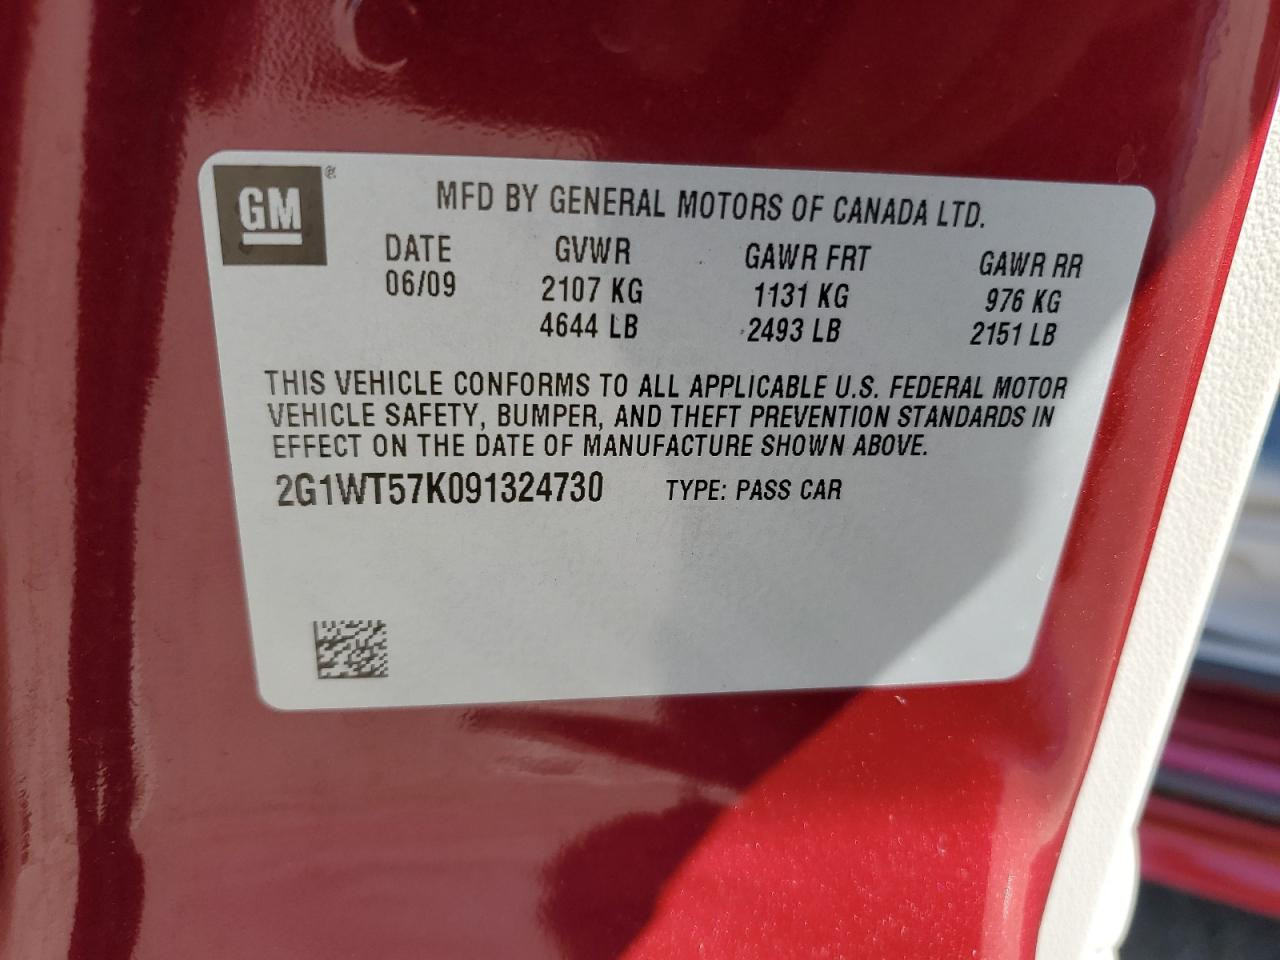 GM ®
MFD BY GENERAL MOTORS OF CANADA LTD.
DATE GVWR GAWR FRT GAWR RR
06/09 2107 KG 1131 KG 976 KG
4644 LB 2493 LB 2151 LB
THIS VEHICLE CONFORMS TO ALL APPLICABLE U.S. FEDERAL MOTOR
VEHICLE SAFETY, BUMPER, AND THEFT PREVENTION STANDARDS IN
EFFECT ON THE DATE OF MANUFACTURE SHOWN ABOVE.
2G1WT57K091324730 TYPE: PASS CAR